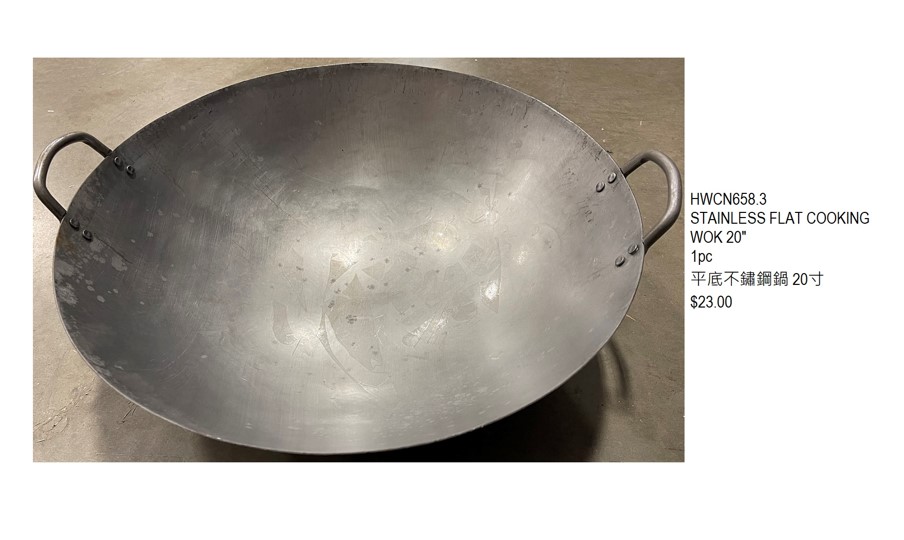 HWCN658.3
STAINLESS FLAT COOKING
WOK 20"
1pc
平底不鏽鋼鍋 20寸
$23.00